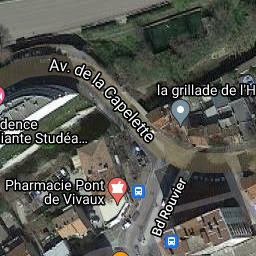 Av. de la Capelette
la grillade de l'H
dence
iante Studéa...
Pharmacie Pont
de Vivaux
Bd Rouvier